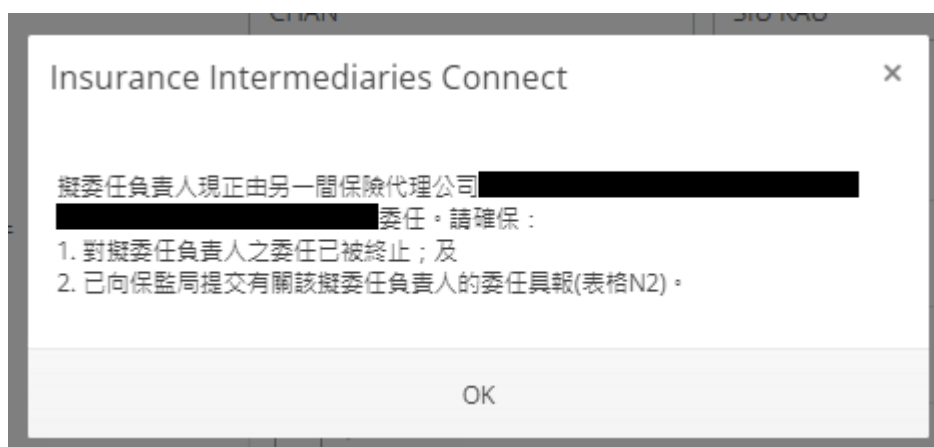 CHAN
SIU KAU
Insurance Intermediaries Connect
×
擬委任負責人現正由另一間保險代理公司
委任。請確保：
1. 對擬委任負責人之委任已被終止；及
2. 已向保監局提交有關該擬委任負責人的委任具報(表格N2)。
OK